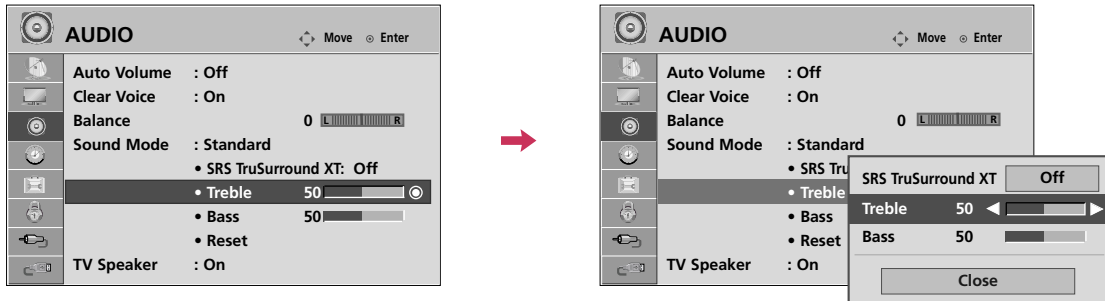 AUDIO
Move Enter
Auto Volume : Off
Clear Voice : On
Balance 0 L R
Sound Mode : Standard
• SRS TruSurround XT: Off
• Treble 50
• Bass 50
• Reset
TV Speaker : On
AUDIO
Move Enter
Auto Volume : Off
Clear Voice : On
Balance 0 L R
Sound Mode : Standard
• SRS Tru
• Treble
• Bass
• Reset
TV Speaker : On
SRS TruSurround XT Off
Treble 50
Bass 50
Close